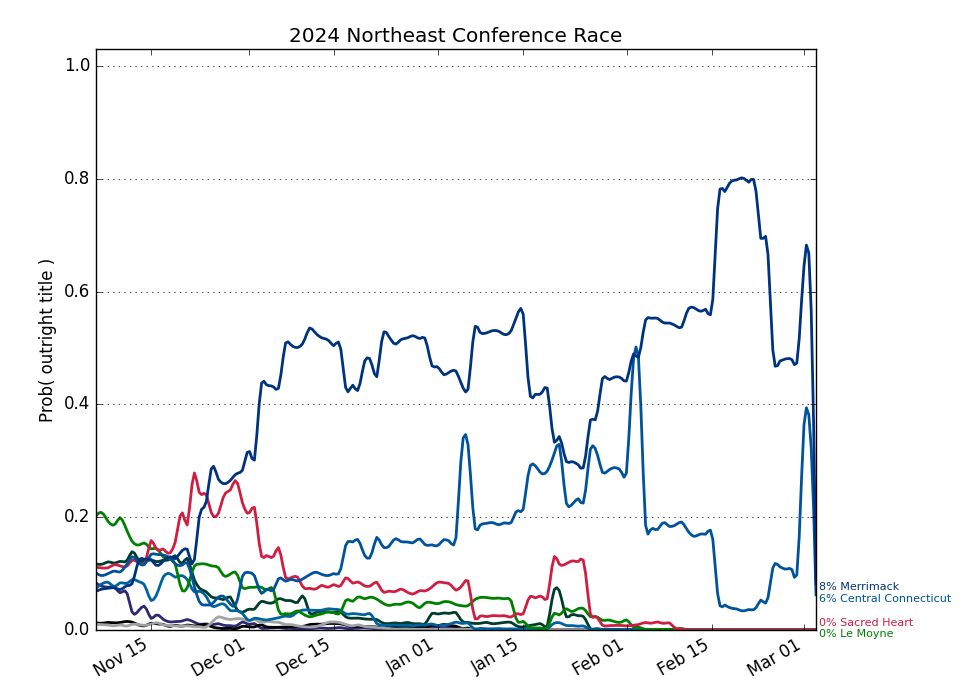 2024 Northeast Conference Race
Prob( outright title )
1.0
0.8
0.6
0.4
0.2
0.0
Nov 15
Dec 01
Dec 15
Jan 01
Jan 15
Feb 01
Feb 15
Mar 01
8% Merrimack
6% Central Connecticut
0% Sacred Heart
0% Le Moyne